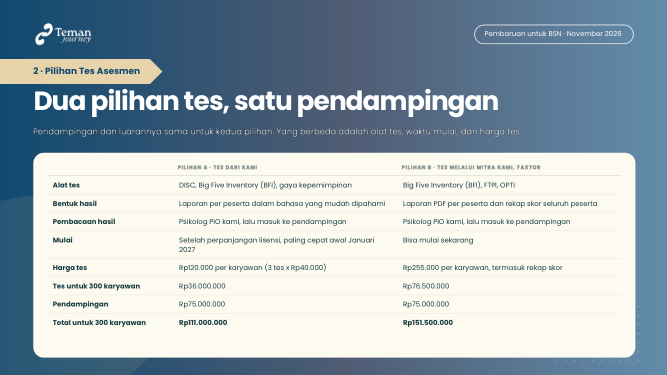 Teman
journey
Pembaruan untuk BSN · November 2026
2 · Pilihan Tes Asesmen
Dua pilihan tes, satu pendampingan
Pendampingan dan luarannya sama untuk kedua pilihan. Yang berbeda adalah alat tes, waktu mulai, dan harga tes.
PILIHAN A · TES DARI KAMI
PILIHAN B · TES MELALUI MITRA KAMI, FAXTOR
Alat tes
DISC, Big Five Inventory (BFI), gaya kepemimpinan
Big Five Inventory (BFI), FTPI, OPTI
Bentuk hasil
Laporan per peserta dalam bahasa yang mudah dipahami
Laporan PDF per peserta dan rekap skor seluruh peserta
Pembacaan hasil
Psikolog PIO kami, lalu masuk ke pendampingan
Psikolog PIO kami, lalu masuk ke pendampingan
Mulai
Setelah perpanjangan lisensi, paling cepat awal Januari
2027
Bisa mulai sekarang
Harga tes
Rp120.000 per karyawan (3 tes x Rp40.000)
Rp255.000 per karyawan, termasuk rekap skor
Tes untuk 300 karyawan
Rp36.000.000
Rp76.500.000
Pendampingan
Rp75.000.000
Rp75.000.000
Total untuk 300 karyawan
Rp111.000.000
Rp151.500.000